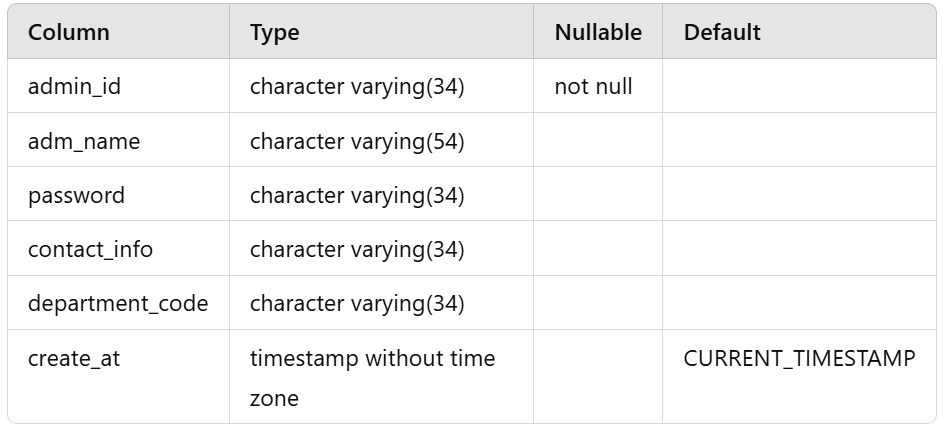 Column Type Nullable Default
admin_id character varying(34) not null
adm_name character varying(54)
password character varying(34)
contact_info character varying(34)
department_code character varying(34)
create_at timestamp without time CURRENT_TIMESTAMP
zone